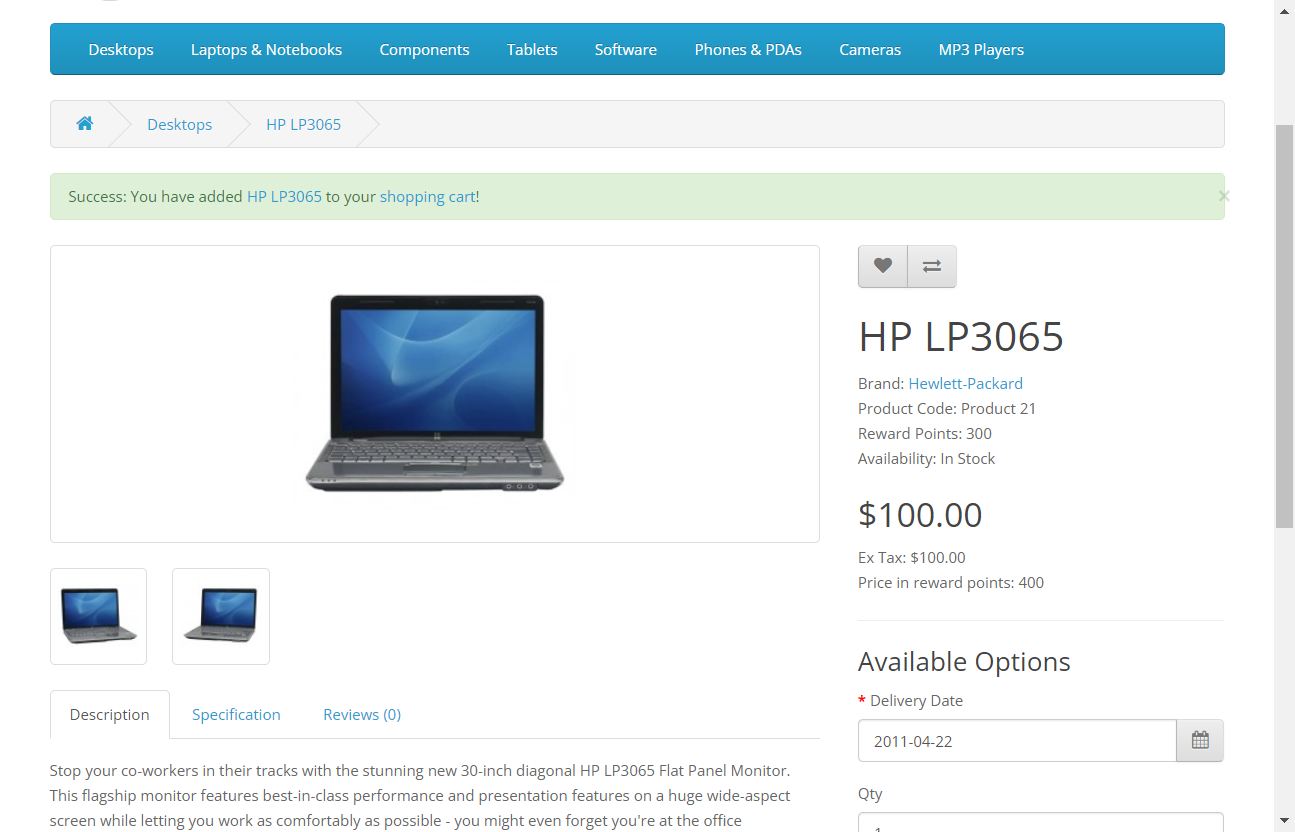 Desktops Laptops & Notebooks Components Tablets Software Phones & PDAs Cameras MP3 Players
Desktops HP LP3065
Success: You have added HP LP3065 to your shopping cart!
×
HP LP3065
Brand: Hewlett-Packard
Product Code: Product 21
Reward Points: 300
Availability: In Stock
$100.00
Ex Tax: $100.00
Price in reward points: 400
Available Options
* Delivery Date
2011-04-22
Qty
1
Description Specification Reviews (0)
Stop your co-workers in their tracks with the stunning new 30-inch diagonal HP LP3065 Flat Panel Monitor.
This flagship monitor features best-in-class performance and presentation features on a huge wide-aspect
screen while letting you work as comfortably as possible - you might even forget you're at the office